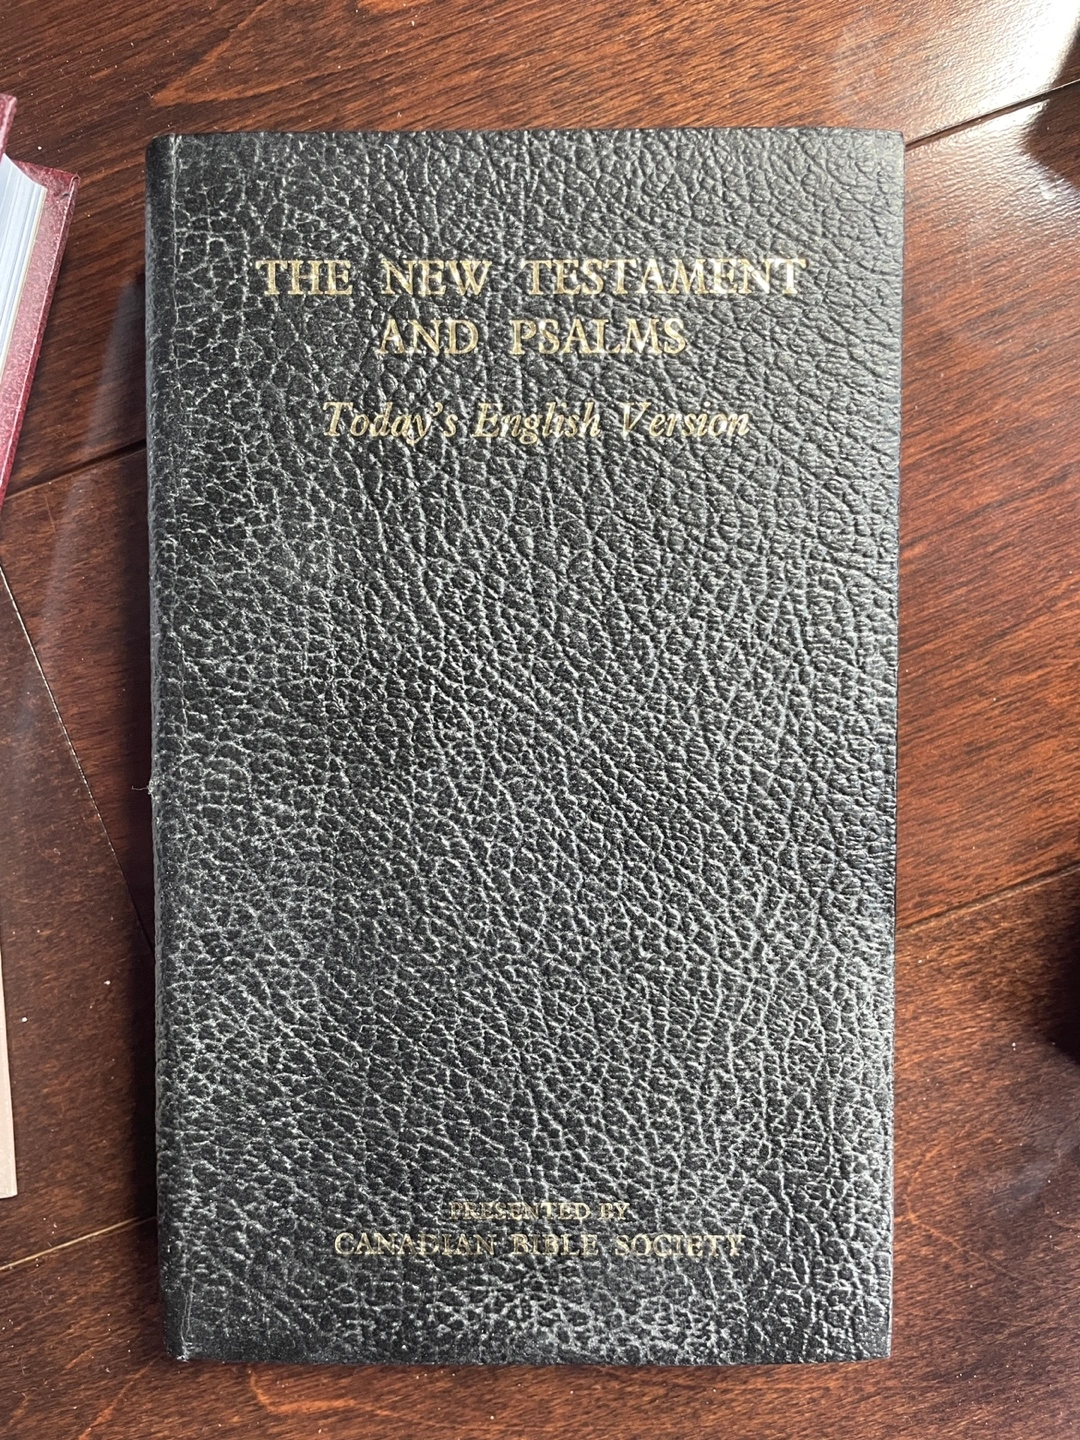 THE NEW TESTAMENT
AND PSALMS
Today's English Version
PRESENTED BY
CANADIAN BIBLE SOCIETY